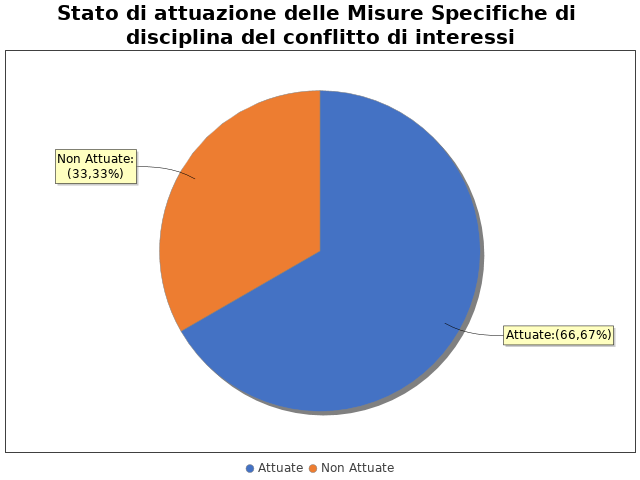 Stato di attuazione delle Misure Specifiche di
disciplina del conflitto di interessi
Non Attuate:
(33,33%)
Attuate:(66,67%)
Attuate Non Attuate